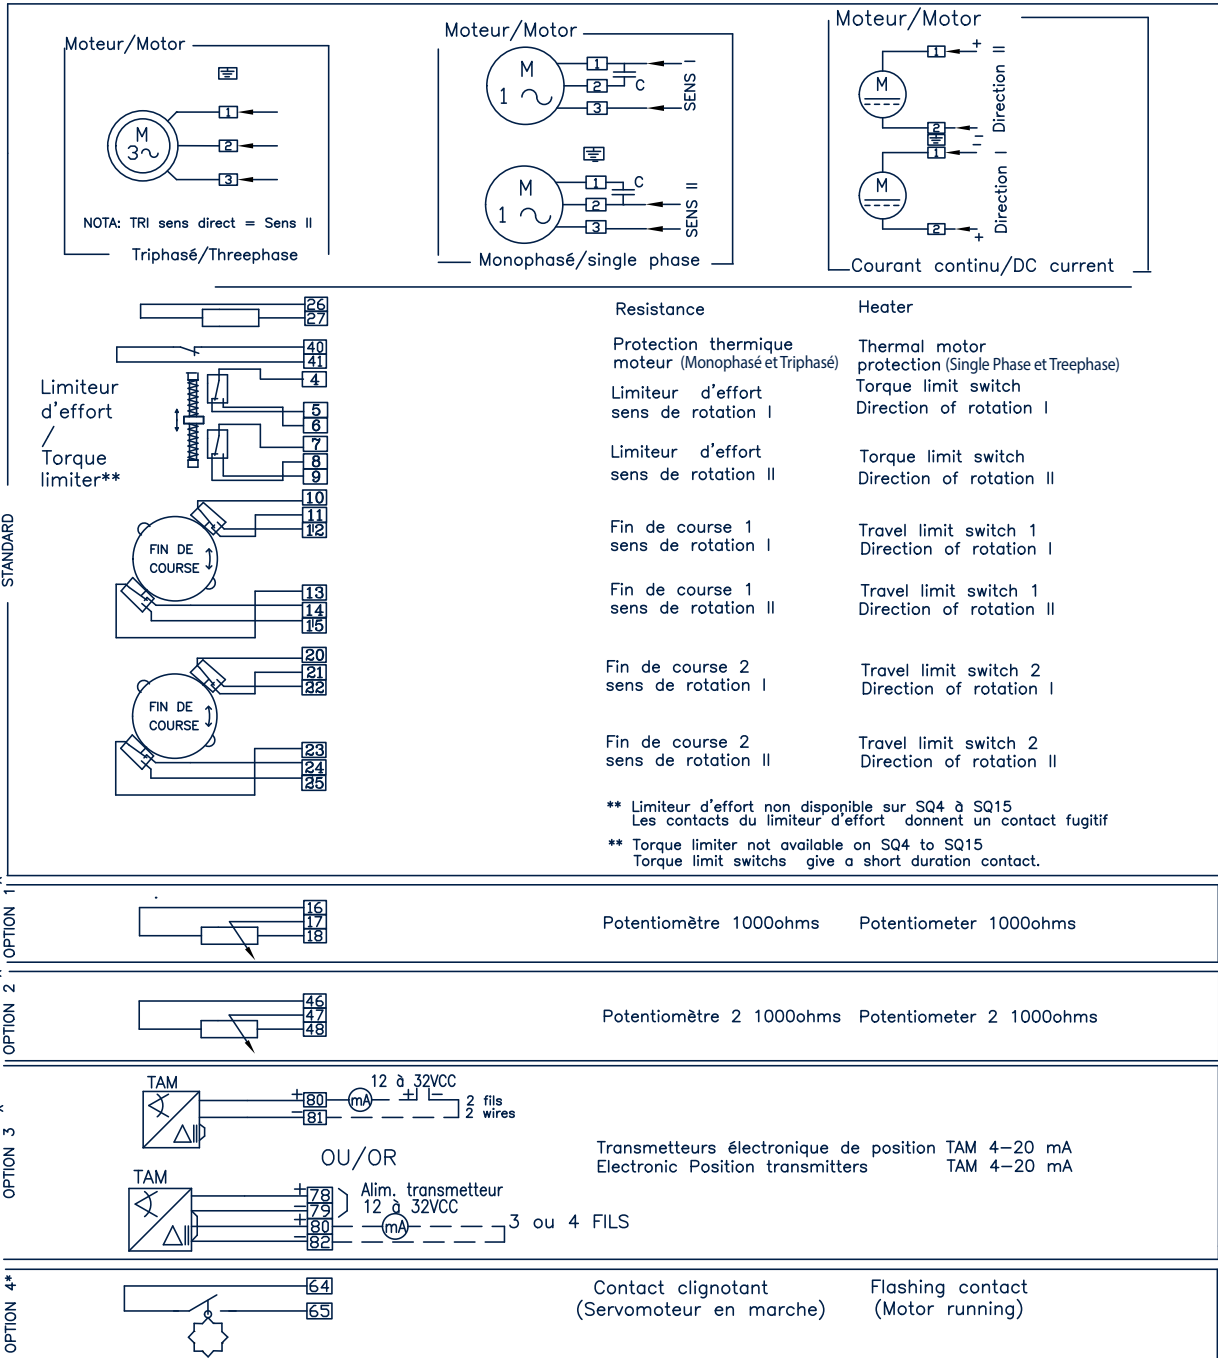 Moteur/Motor
1
2
3
M
3~
NOTA: TRI sens direct = Sens II
Triphasé/Threephase
Moteur/Motor
M
1 ~
1
2
3
C
SENS I
M
1 ~
1
2
3
C
SENS II
Monophasé/single phase
Moteur/Motor
M
1
+
2
-
Direction II
M
1
-
2
+
Direction I
Courant continu/DC current
STANDARD
26
27
Resistance
Heater
40
41
Protection thermique
moteur (Monophasé et Triphasé)
Thermal motor
protection (Single Phase et Treephase)
Limiteur
d'effort
/
Torque
limiter**
4
5
6
Limiteur d'effort
sens de rotation I
Torque limit switch
Direction of rotation I
7
8
9
Limiteur d'effort
sens de rotation II
Torque limit switch
Direction of rotation II
FIN DE
COURSE
10
11
12
Fin de course 1
sens de rotation I
Travel limit switch 1
Direction of rotation I
13
14
15
Fin de course 1
sens de rotation II
Travel limit switch 1
Direction of rotation II
FIN DE
COURSE
20
21
22
Fin de course 2
sens de rotation I
Travel limit switch 2
Direction of rotation I
23
24
25
Fin de course 2
sens de rotation II
Travel limit switch 2
Direction of rotation II
** Limiteur d'effort non disponible sur SQ4 à SQ15
Les contacts du limiteur d'effort donnent un contact fugitif
** Torque limiter not available on SQ4 to SQ15
Torque limit switchs give a short duration contact.
OPTION 1 *
16
17
18
Potentiomètre 1000ohms
Potentiometer 1000ohms
OPTION 2 *
46
47
48
Potentiomètre 2 1000ohms
Potentiometer 2 1000ohms
OPTION 3 *
TAM
+ 80
- 81
mA
12 à 32VCC
+ -
2 fils
2 wires
OU/OR
Transmetteurs électronique de position TAM 4-20 mA
Electronic Position transmitters TAM 4-20 mA
TAM
+ 78
- 79
+ 80
- 82
Alim. transmetteur
12 à 32VCC
mA
3 ou 4 FILS
OPTION 4*
64
65
Contact clignotant
(Servomoteur en marche)
Flashing contact
(Motor running)